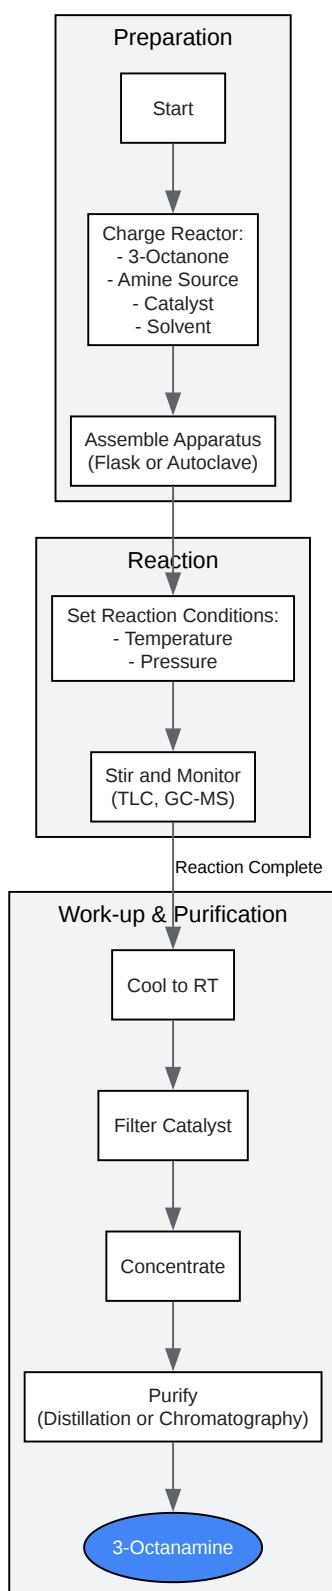 Preparation
Start
Charge Reactor:
- 3-Octanone
- Amine Source
- Catalyst
- Solvent
Assemble Apparatus
(Flask or Autoclave)
Reaction
Set Reaction Conditions:
- Temperature
- Pressure
Stir and Monitor
(TLC, GC-MS)
Reaction Complete
Work-up & Purification
Cool to RT
Filter Catalyst
Concentrate
Purify
(Distillation or Chromatography)
3-Octanamine